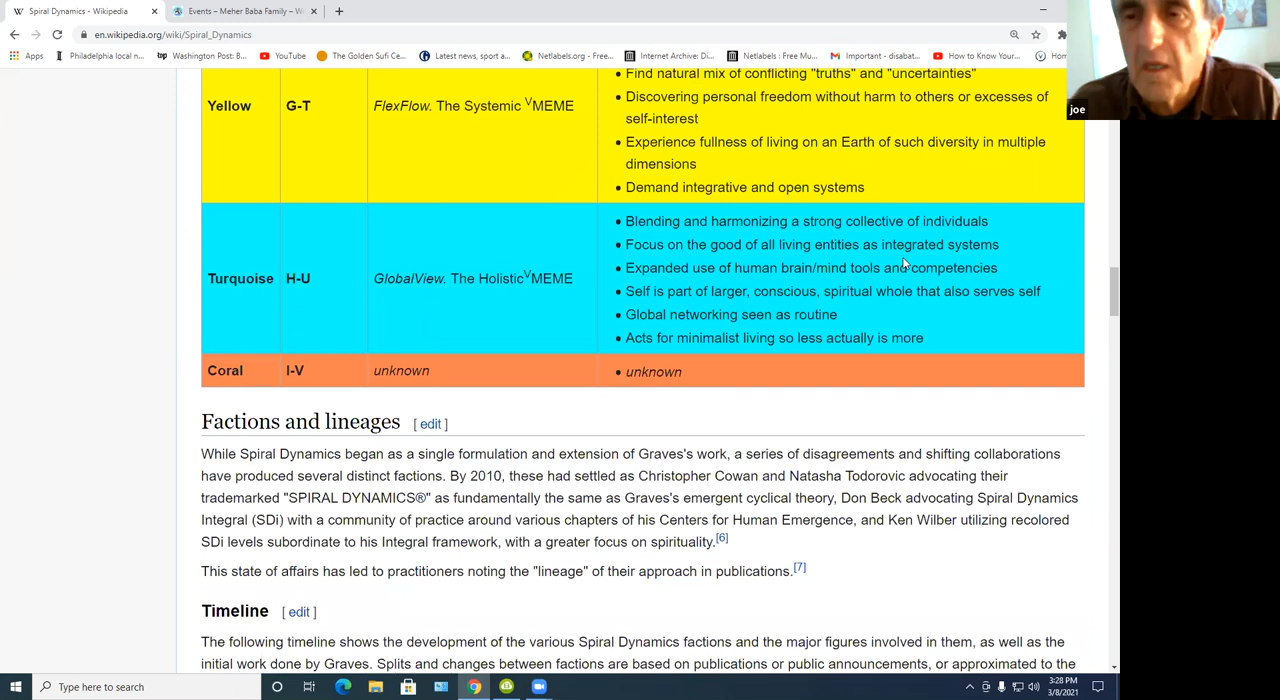 Spiral Dynamics - Wikipedia
Events – Meher Baba Family – W
en.wikipedia.org/wiki/Spiral_Dynamics
Apps
Philadelphia local n...
Washington Post: B...
YouTube
The Golden Sufi Ce...
Latest news, sport a...
Netlabels.org - Free...
Internet Archive: Di...
Netlabels : Free Mu...
Important - disabat...
How to Know Your...
Hom
joe
Yellow
G-T
FlexFlow. The Systemic VMEME
• Find natural mix of conflicting "truths" and "uncertainties"
• Discovering personal freedom without harm to others or excesses of
self-interest
• Experience fullness of living on an Earth of such diversity in multiple
dimensions
• Demand integrative and open systems
Turquoise
H-U
GlobalView. The HolisticVMEME
• Blending and harmonizing a strong collective of individuals
• Focus on the good of all living entities as integrated systems
• Expanded use of human brain/mind tools and competencies
• Self is part of larger, conscious, spiritual whole that also serves self
• Global networking seen as routine
• Acts for minimalist living so less actually is more
Coral
I-V
unknown
• unknown
Factions and lineages [ edit ]
While Spiral Dynamics began as a single formulation and extension of Graves's work, a series of disagreements and shifting collaborations
have produced several distinct factions. By 2010, these had settled as Christopher Cowan and Natasha Todorovic advocating their
trademarked "SPIRAL DYNAMICS®" as fundamentally the same as Graves's emergent cyclical theory, Don Beck advocating Spiral Dynamics
Integral (SDi) with a community of practice around various chapters of his Centers for Human Emergence, and Ken Wilber utilizing recolored
SDi levels subordinate to his Integral framework, with a greater focus on spirituality.[6]
This state of affairs has led to practitioners noting the "lineage" of their approach in publications.[7]
Timeline [ edit ]
The following timeline shows the development of the various Spiral Dynamics factions and the major figures involved in them, as well as the
initial work done by Graves. Splits and changes between factions are based on publications or public announcements, or approximated to the
Type here to search
3:28 PM
3/8/2021